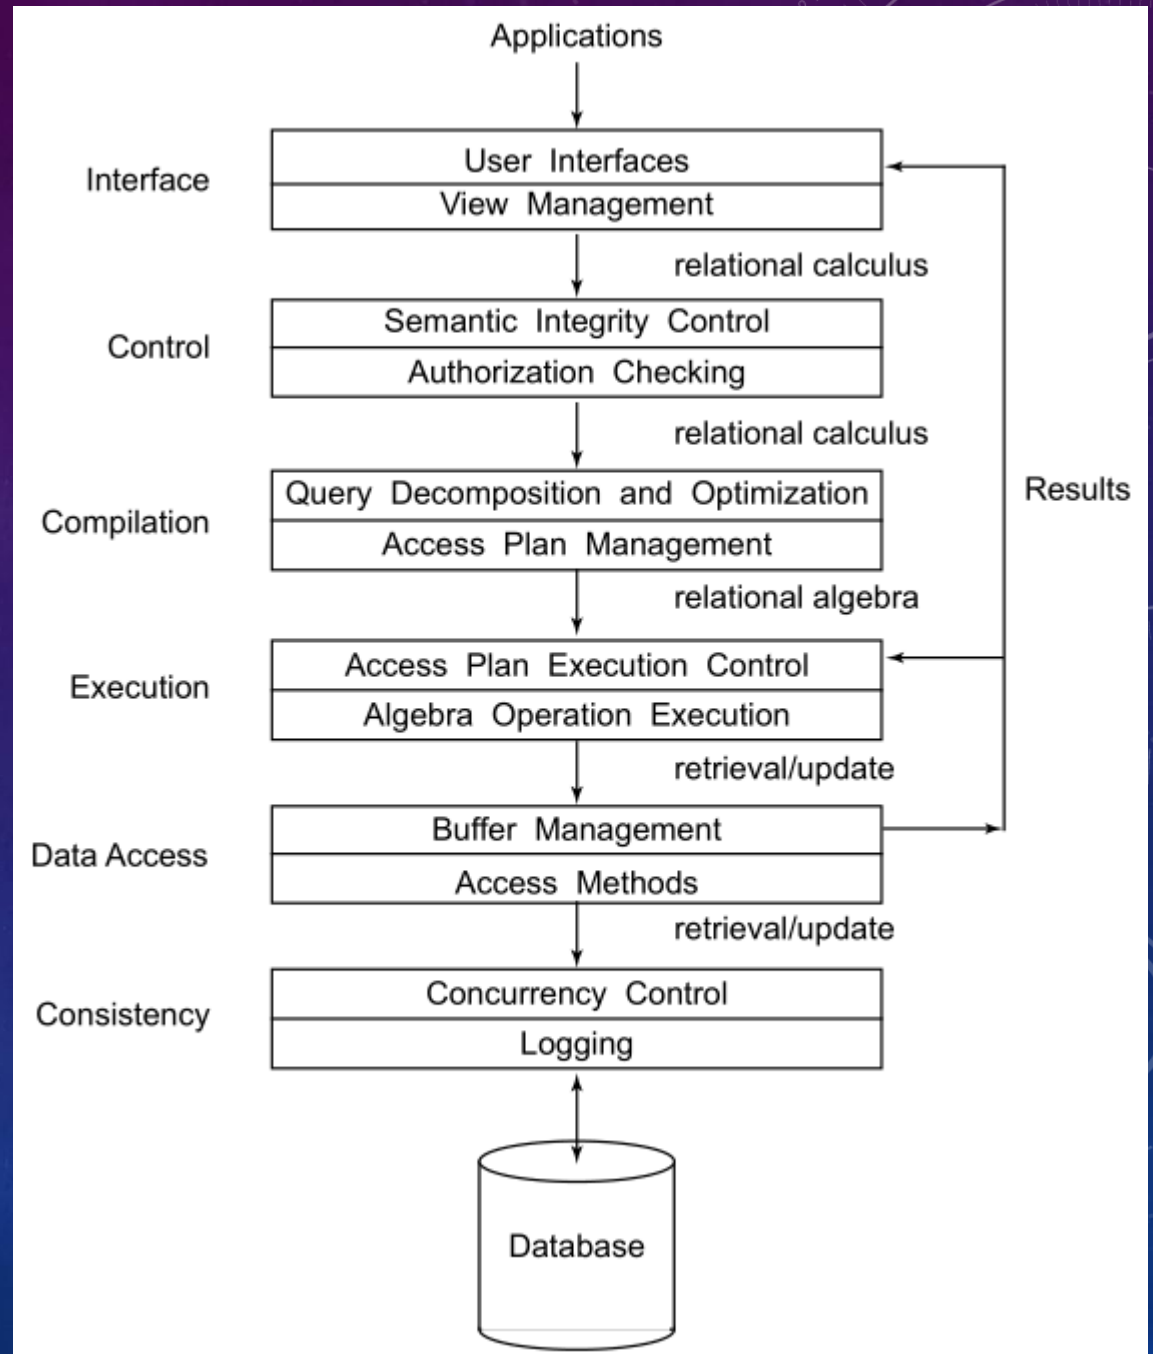 Applications
Interface
User Interfaces
View Management
relational calculus
Control
Semantic Integrity Control
Authorization Checking
relational calculus
Compilation
Query Decomposition and Optimization
Access Plan Management
Results
relational algebra
Execution
Access Plan Execution Control
Algebra Operation Execution
retrieval/update
Data Access
Buffer Management
Access Methods
retrieval/update
Consistency
Concurrency Control
Logging
Database